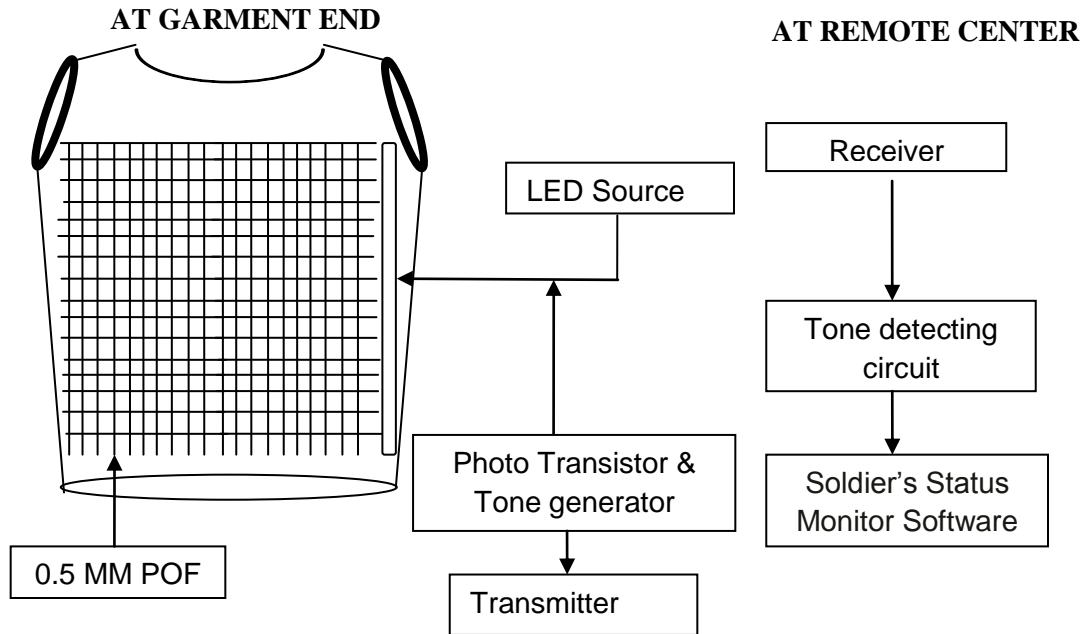 AT GARMENT END
AT REMOTE CENTER
LED Source
Receiver
Tone detecting
circuit
Photo Transistor &
Tone generator
Soldier's Status
Monitor Software
0.5 MM POF
Transmitter